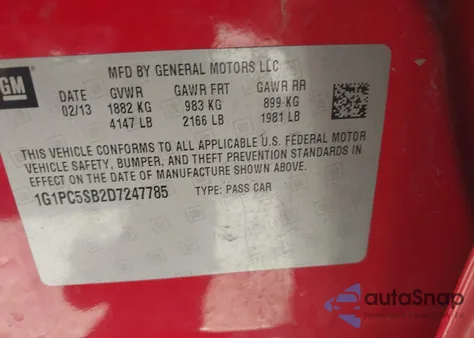 GM
MFD BY GENERAL MOTORS LLC
DATE GVWR GAWR FRT GAWR RR
02/13 1882 KG 983 KG 899 KG
4147 LB 2166 LB 1981 LB
THIS VEHICLE CONFORMS TO ALL APPLICABLE U.S. FEDERAL MOTOR
VEHICLE SAFETY, BUMPER, AND THEFT PREVENTION STANDARDS IN
EFFECT ON THE DATE OF MANUFACTURE SHOWN ABOVE.
1G1PC5SB2D7247785 TYPE: PASS CAR
autaSnap